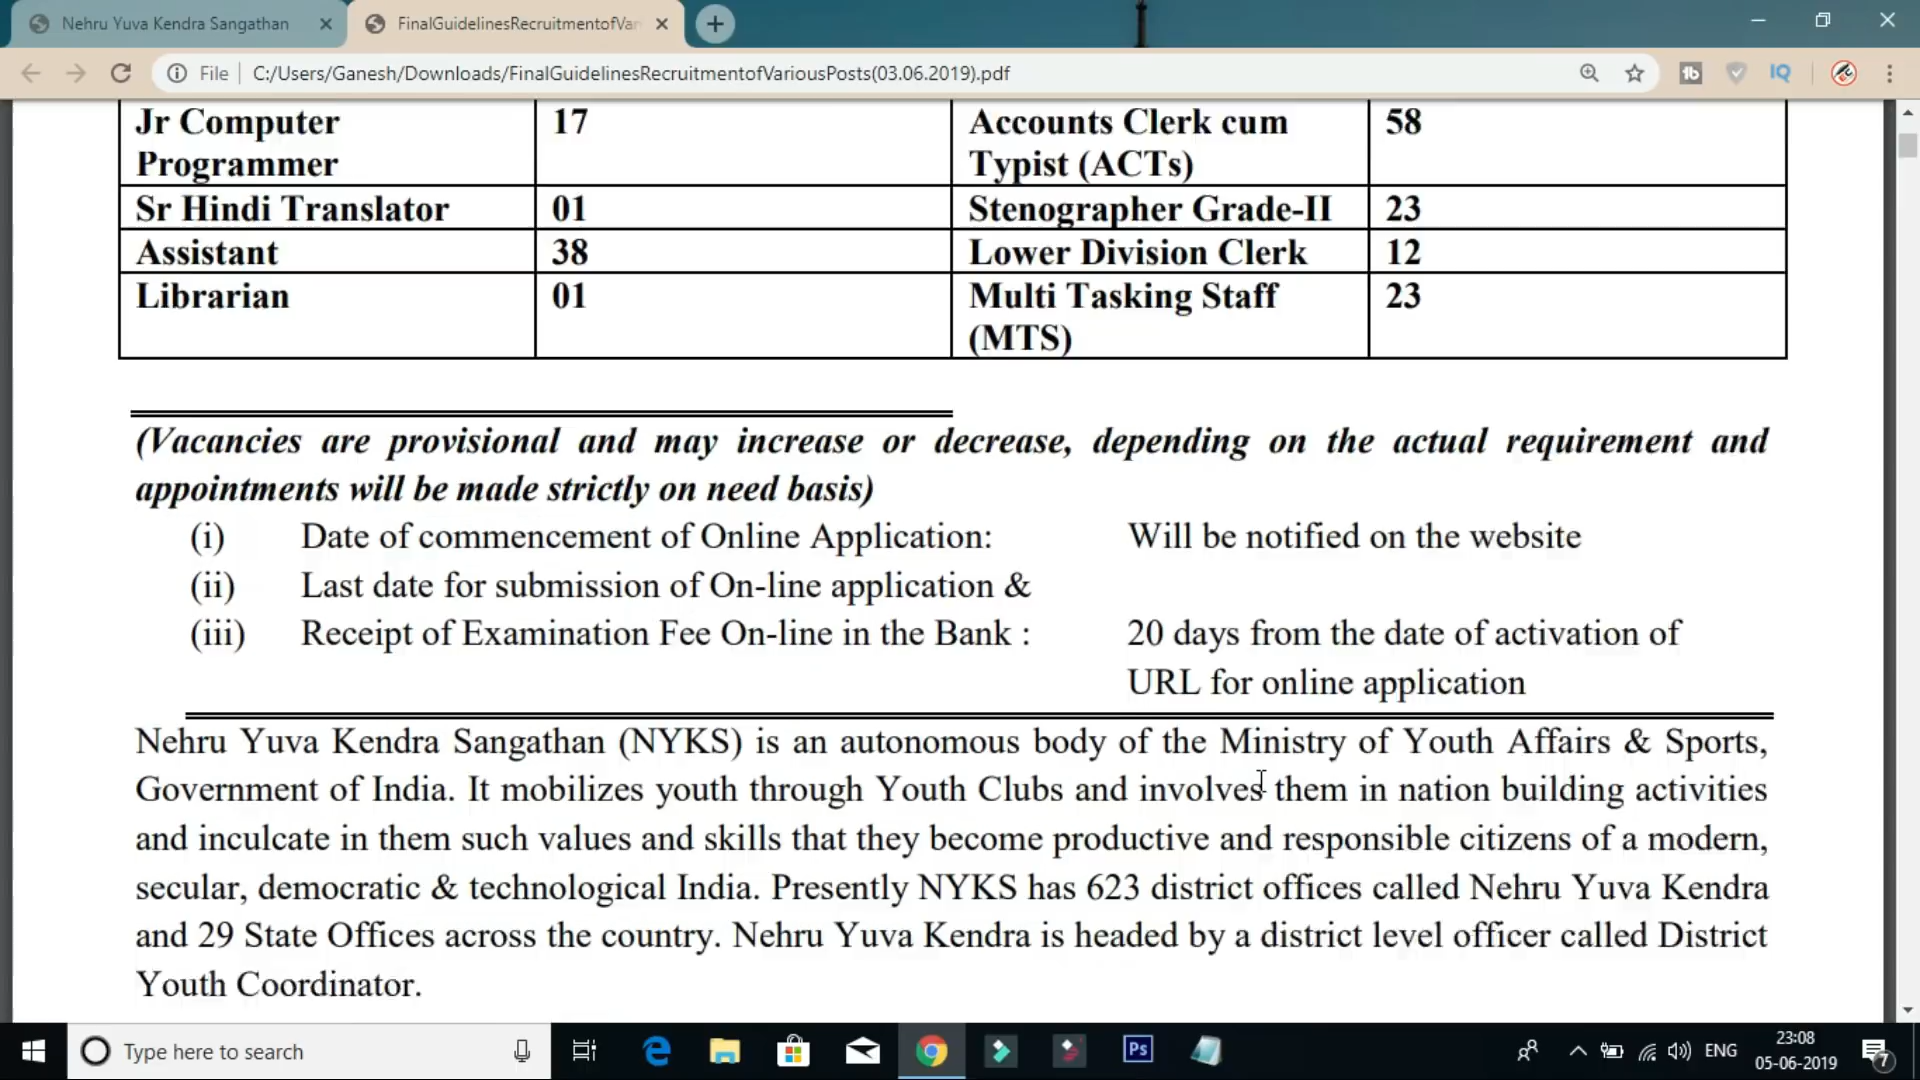 Nehru Yuva Kendra Sangathan
FinalGuidelinesRecruitmentofVar
File
C:/Users/Ganesh/Downloads/FinalGuidelinesRecruitmentofVariousPosts(03.06.2019).pdf
Jr Computer Programmer 17 Accounts Clerk cum Typist (ACTs) 58
Sr Hindi Translator 01 Stenographer Grade-II 23
Assistant 38 Lower Division Clerk 12
Librarian 01 Multi Tasking Staff (MTS) 23
(Vacancies are provisional and may increase or decrease, depending on the actual requirement and
appointments will be made strictly on need basis)
(i) Date of commencement of Online Application: Will be notified on the website
(ii) Last date for submission of On-line application &
(iii) Receipt of Examination Fee On-line in the Bank : 20 days from the date of activation of
URL for online application
Nehru Yuva Kendra Sangathan (NYKS) is an autonomous body of the Ministry of Youth Affairs & Sports,
Government of India. It mobilizes youth through Youth Clubs and involves them in nation building activities
and inculcate in them such values and skills that they become productive and responsible citizens of a modern,
secular, democratic & technological India. Presently NYKS has 623 district offices called Nehru Yuva Kendra
and 29 State Offices across the country. Nehru Yuva Kendra is headed by a district level officer called District
Youth Coordinator.
Type here to search
Ps
ENG
23:08
05-06-2019
7